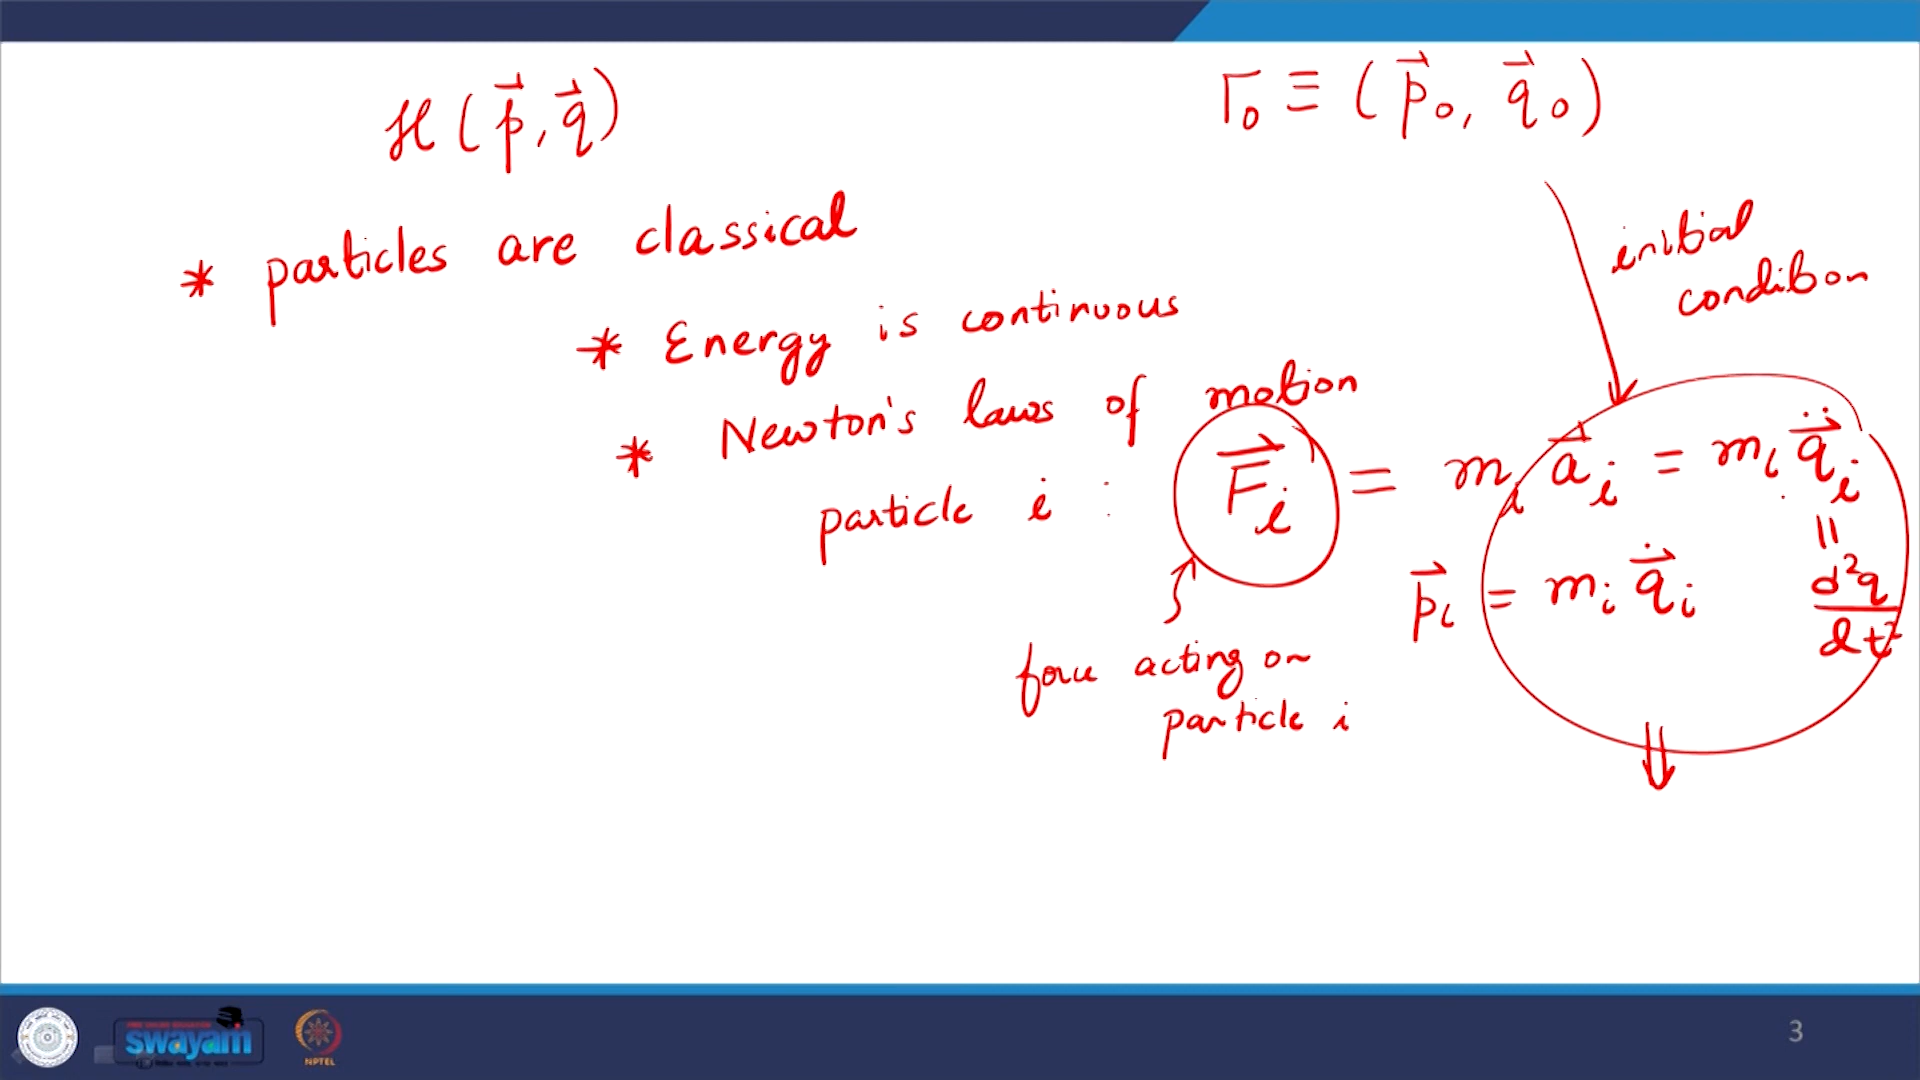 ℋ(p⃗, q⃗)
Γ₀ ≡ (p⃗₀, q⃗₀)
* particles are classical
initial
condition
* Energy is continuous
* Newton's laws of motion
particle i : F⃗ᵢ = mᵢ a⃗ᵢ = mᵢ q⃗̈ᵢ
=
p⃗ᵢ = mᵢ q⃗̇ᵢ
d²q
dt²
force acting on
particle i
swayam
NPTEL
3